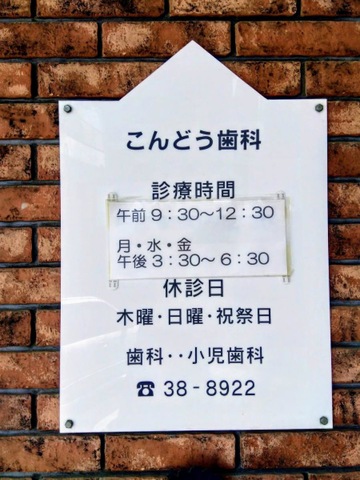 こんどう歯科
診療時間
午前 9:30～12:30
月・水・金
午後 3:30～ 6:30
休診日
木曜・日曜・祝祭日
歯科・・小児歯科
☎ 38-8922